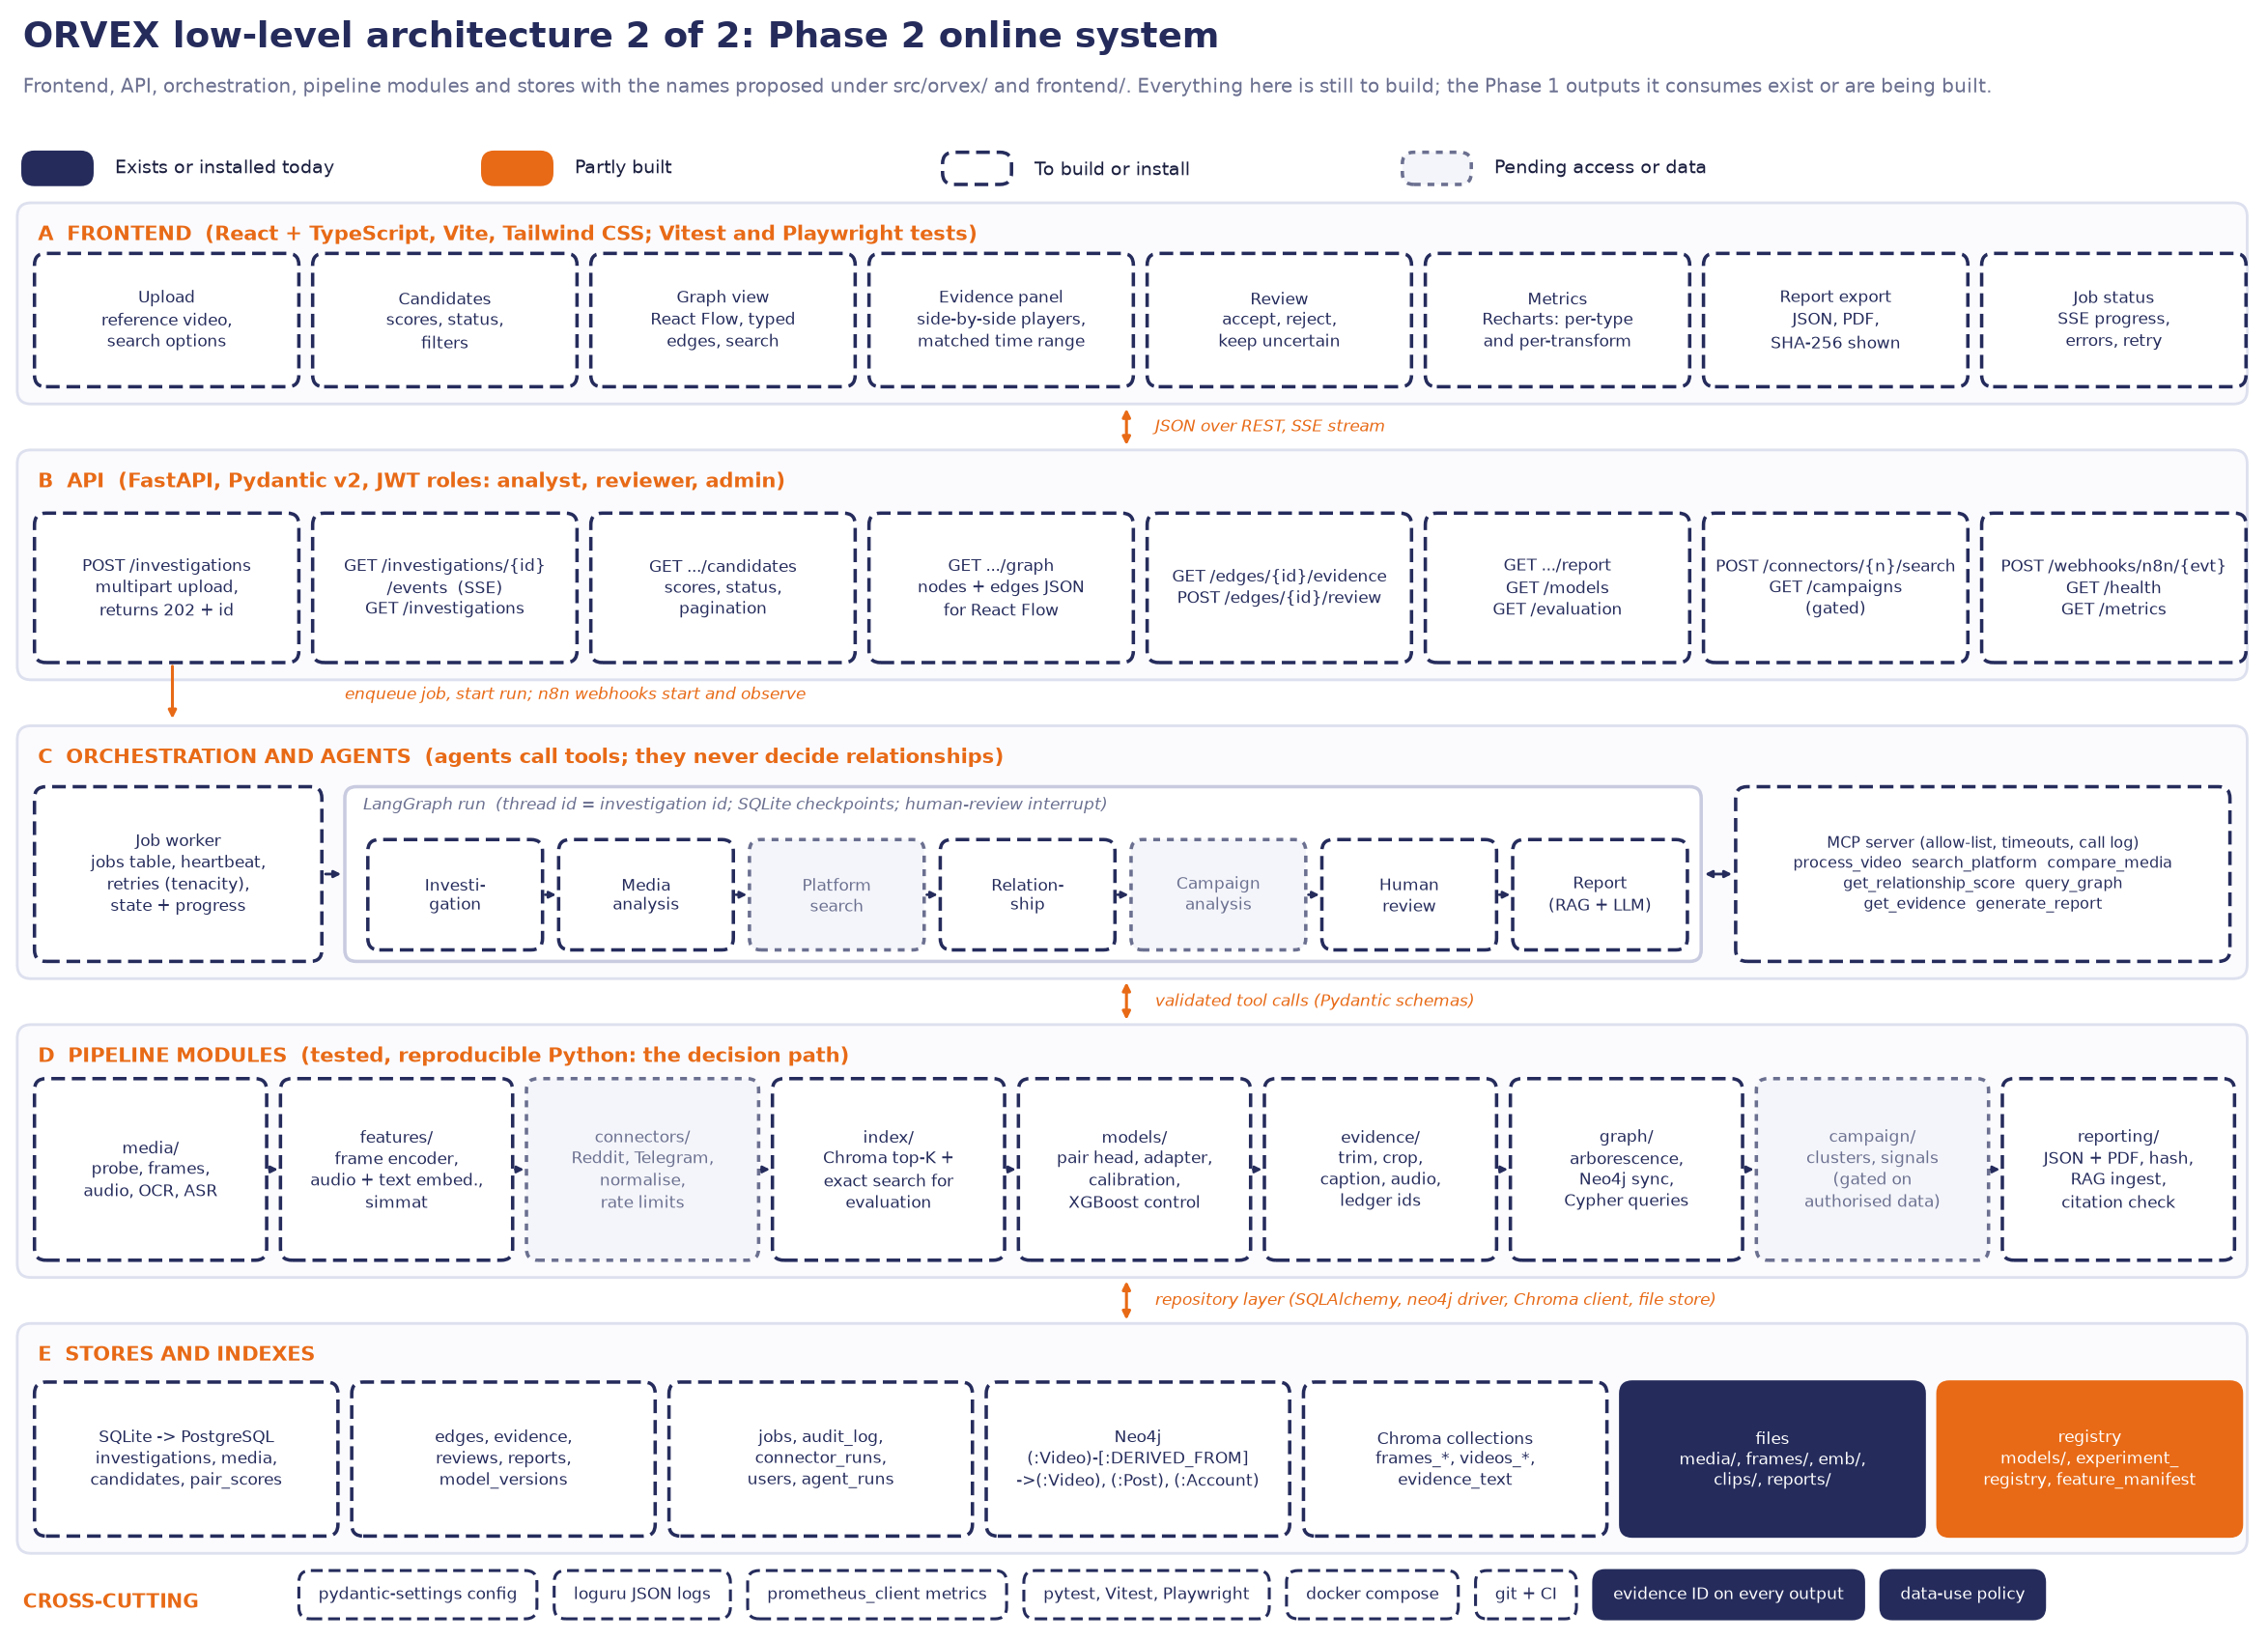 ORVEX low-level architecture 2 of 2: Phase 2 online system
Frontend, API, orchestration, pipeline modules and stores with the names proposed under src/orvex/ and frontend/. Everything here is still to build; the Phase 1 outputs it consumes exist or are being built.
Exists or installed today
Partly built
To build or install
Pending access or data
A FRONTEND (React + TypeScript, Vite, Tailwind CSS; Vitest and Playwright tests)
Upload
reference video,
search options
Candidates
scores, status,
filters
Graph view
React Flow, typed
edges, search
Evidence panel
side-by-side players,
matched time range
Review
accept, reject,
keep uncertain
Metrics
Recharts: per-type
and per-transform
Report export
JSON, PDF,
SHA-256 shown
Job status
SSE progress,
errors, retry
JSON over REST, SSE stream
B API (FastAPI, Pydantic v2, JWT roles: analyst, reviewer, admin)
POST /investigations
multipart upload,
returns 202 + id
GET /investigations/{id}
/events (SSE)
GET /investigations
GET .../candidates
scores, status,
pagination
GET .../graph
nodes + edges JSON
for React Flow
GET /edges/{id}/evidence
POST /edges/{id}/review
GET .../report
GET /models
GET /evaluation
POST /connectors/{n}/search
GET /campaigns
(gated)
POST /webhooks/n8n/{evt}
GET /health
GET /metrics
enqueue job, start run; n8n webhooks start and observe
C ORCHESTRATION AND AGENTS (agents call tools; they never decide relationships)
Job worker
jobs table, heartbeat,
retries (tenacity),
state + progress
LangGraph run (thread id = investigation id; SQLite checkpoints; human-review interrupt)
Investi-
gation
Media
analysis
Platform
search
Relation-
ship
Campaign
analysis
Human
review
Report
(RAG + LLM)
MCP server (allow-list, timeouts, call log)
process_video search_platform compare_media
get_relationship_score query_graph
get_evidence generate_report
validated tool calls (Pydantic schemas)
D PIPELINE MODULES (tested, reproducible Python: the decision path)
media/
probe, frames,
audio, OCR, ASR
features/
frame encoder,
audio + text embed.,
simmat
connectors/
Reddit, Telegram,
normalise,
rate limits
index/
Chroma top-K +
exact search for
evaluation
models/
pair head, adapter,
calibration,
XGBoost control
evidence/
trim, crop,
caption, audio,
ledger ids
graph/
arborescence,
Neo4j sync,
Cypher queries
campaign/
clusters, signals
(gated on
authorised data)
reporting/
JSON + PDF, hash,
RAG ingest,
citation check
repository layer (SQLAlchemy, neo4j driver, Chroma client, file store)
E STORES AND INDEXES
SQLite -> PostgreSQL
investigations, media,
candidates, pair_scores
edges, evidence,
reviews, reports,
model_versions
jobs, audit_log,
connector_runs,
users, agent_runs
Neo4j
(:Video)-[:DERIVED_FROM]
->(:Video), (:Post), (:Account)
Chroma collections
frames_*, videos_*,
evidence_text
files
media/, frames/, emb/,
clips/, reports/
registry
models/, experiment_
registry, feature_manifest
CROSS-CUTTING
pydantic-settings config
loguru JSON logs
prometheus_client metrics
pytest, Vitest, Playwright
docker compose
git + CI
evidence ID on every output
data-use policy